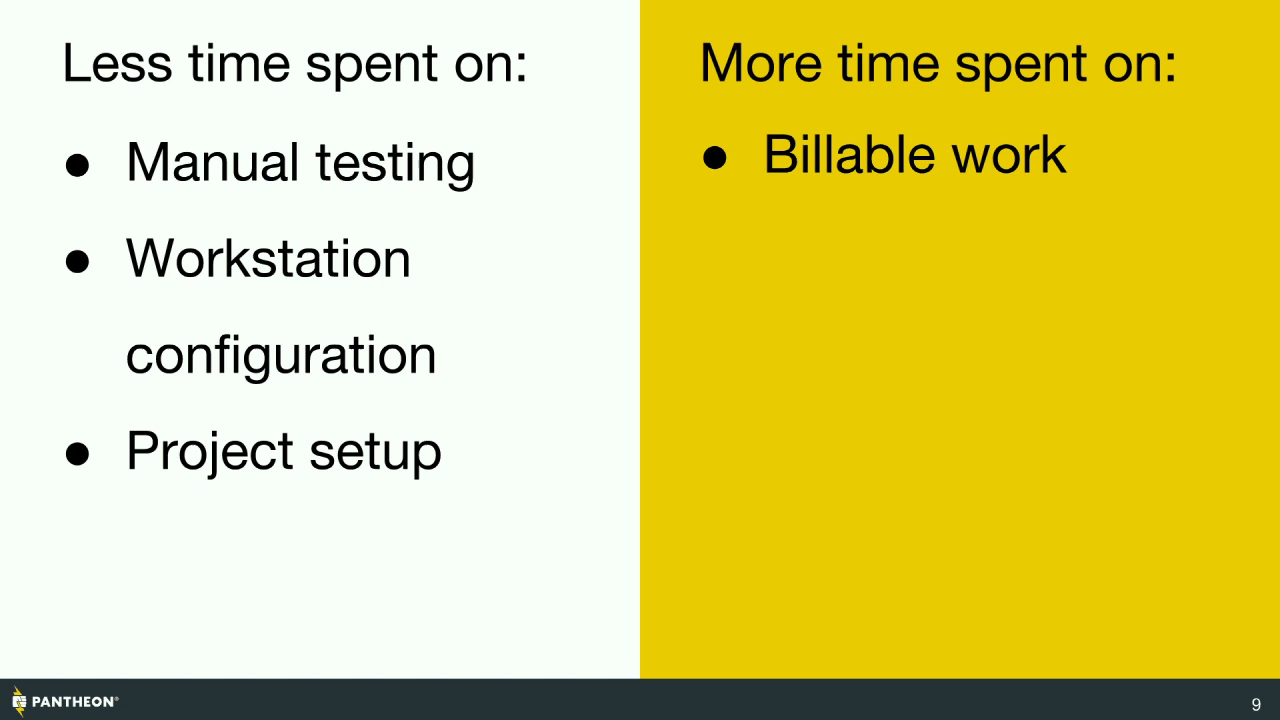 Less time spent on:
● Manual testing
● Workstation
configuration
● Project setup
More time spent on:
● Billable work
PANTHEON®
9